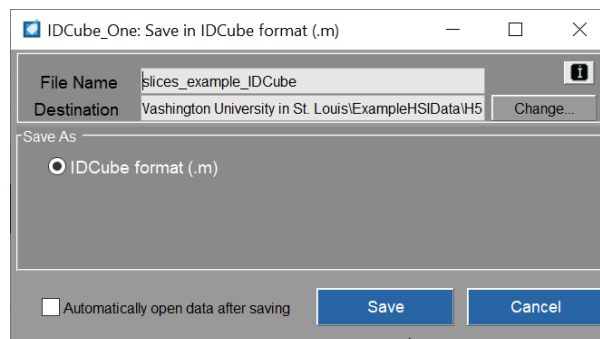 IDCube_One: Save in IDCube format (.m)
File Name slices_example_IDCube
Destination Washington University in St. Louis\ExampleHSIData\H5 Change...
Save As
IDCube format (.m)
Automatically open data after saving Save Cancel